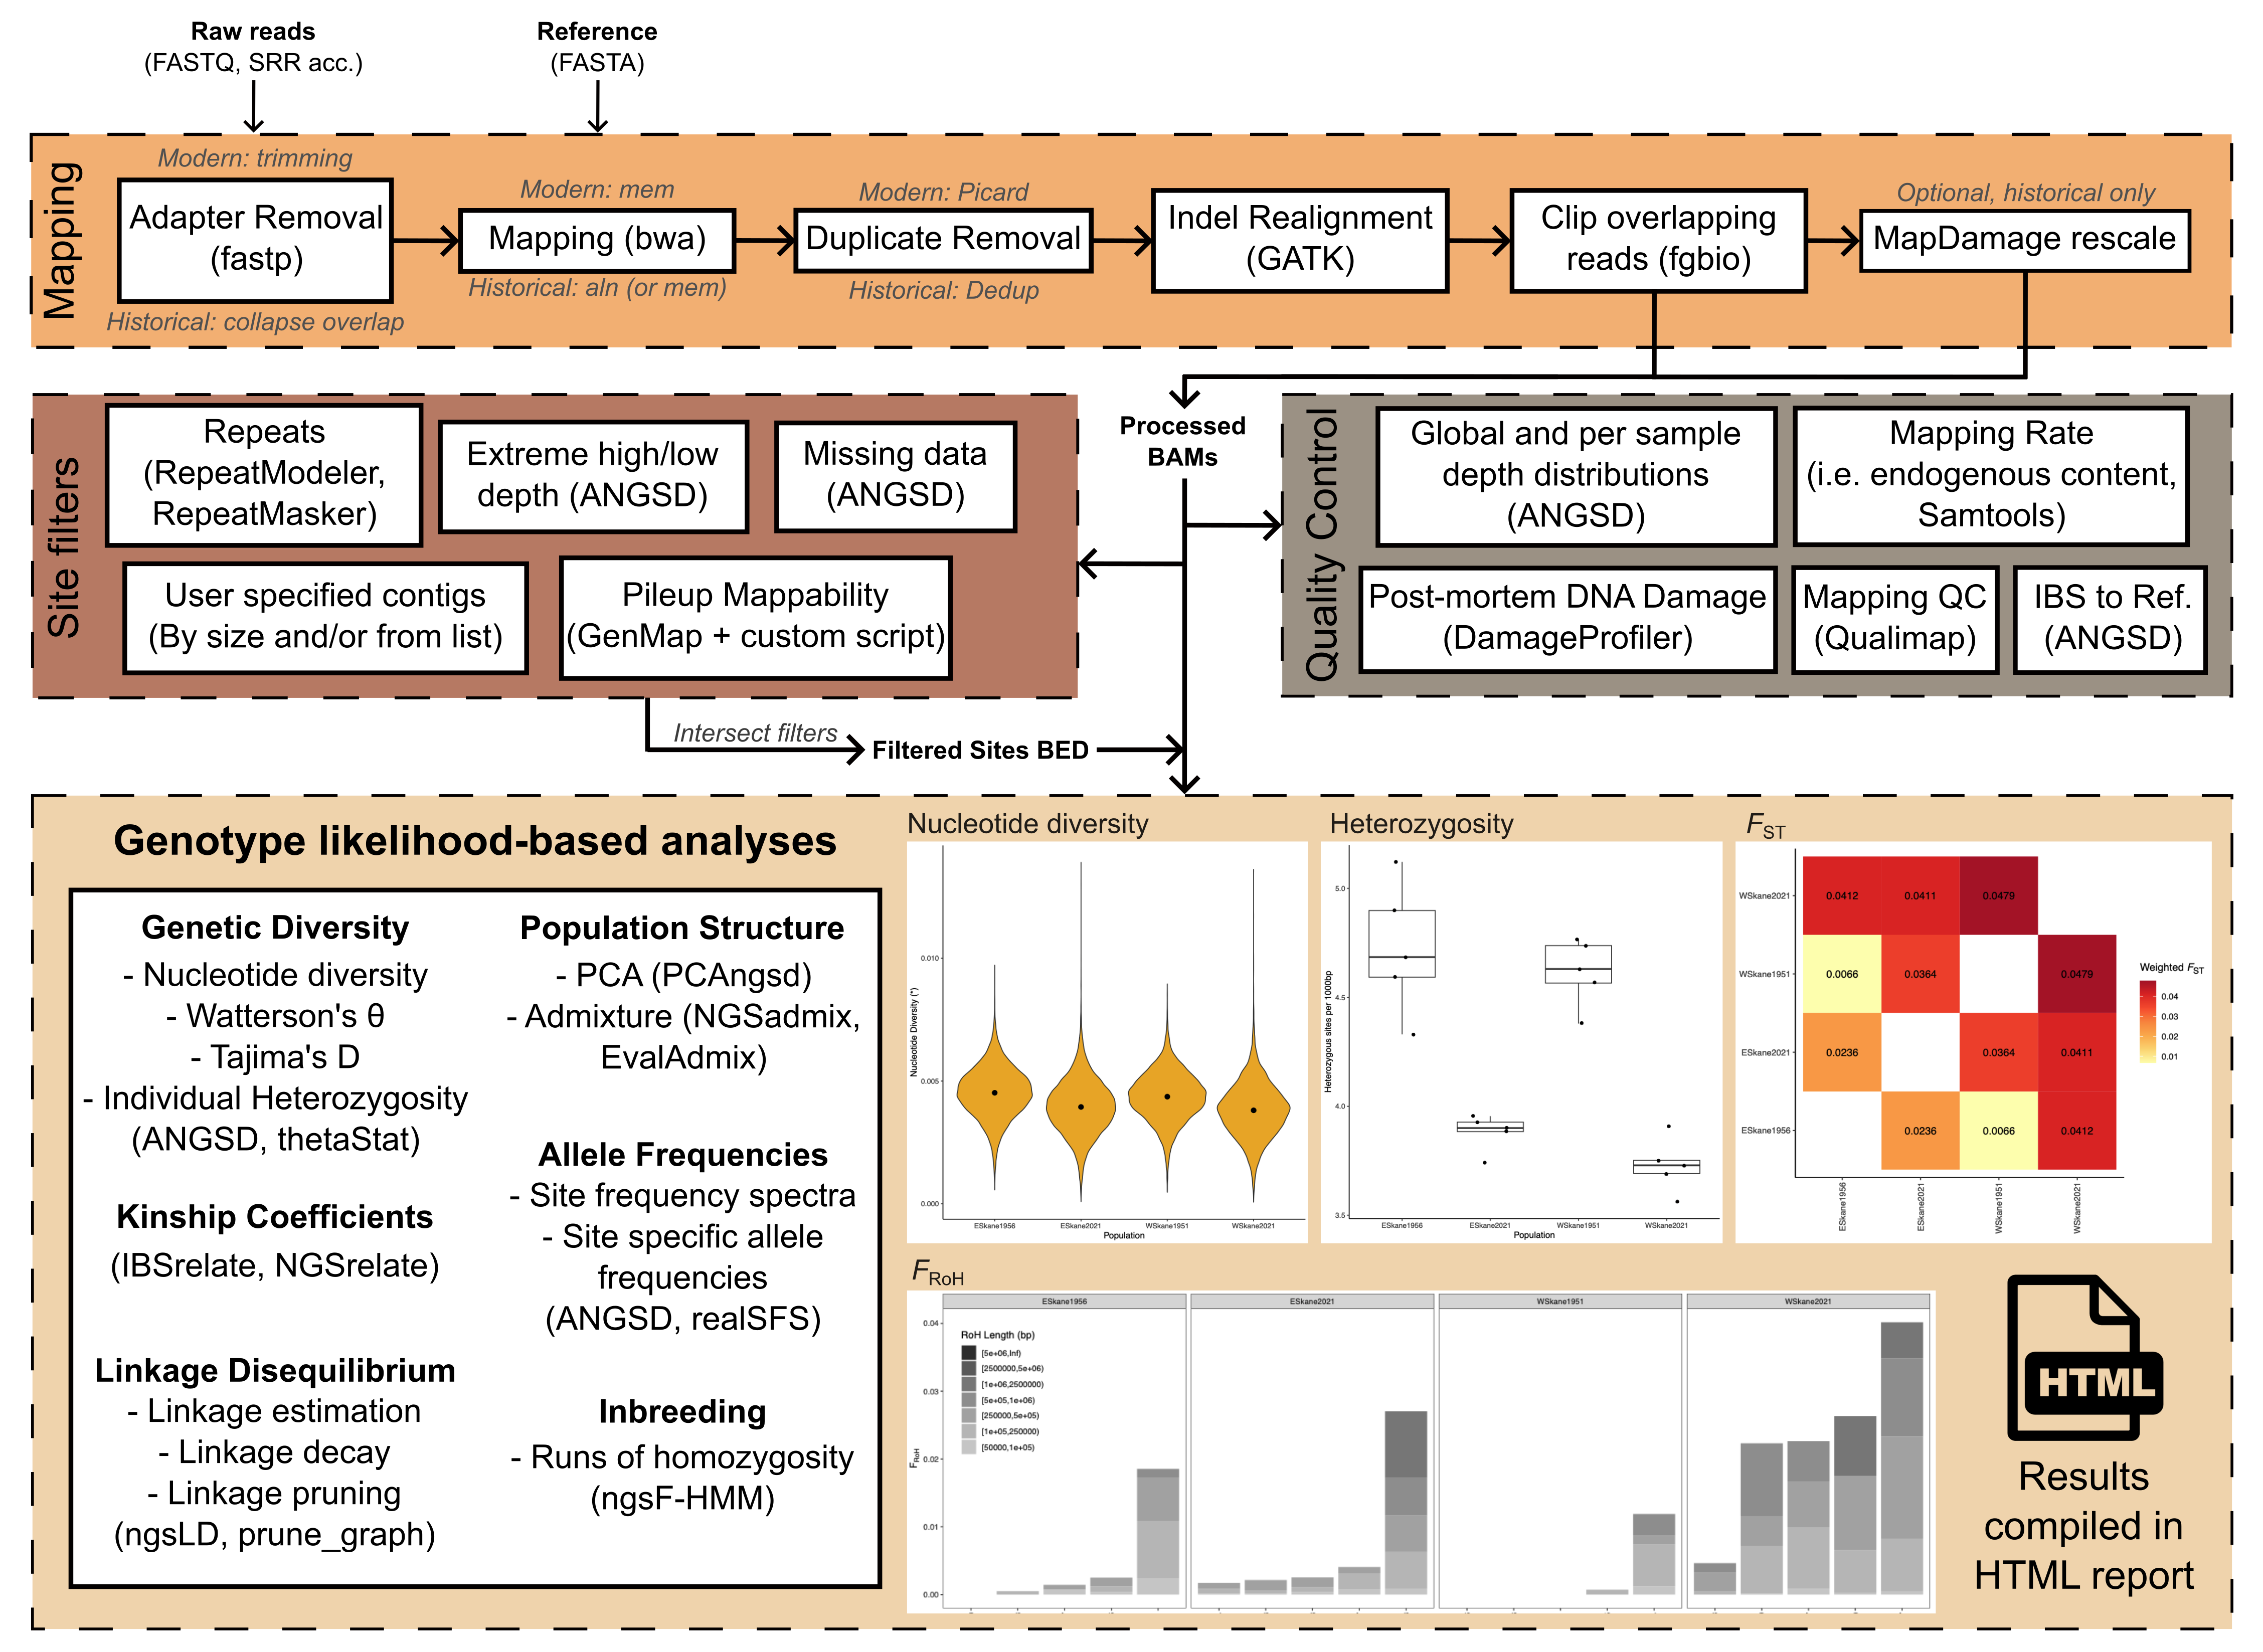 Raw reads
(FASTQ, SRR acc.)
Reference
(FASTA)
Mapping
Modern: trimming
Adapter Removal
(fastp)
Historical: collapse overlap
Modern: mem
Mapping (bwa)
Historical: aln (or mem)
Modern: Picard
Duplicate Removal
Historical: Dedup
Indel Realignment
(GATK)
Clip overlapping
reads (fgbio)
Optional, historical only
MapDamage rescale
Site filters
Repeats
(RepeatModeler,
RepeatMasker)
Extreme high/low
depth (ANGSD)
Missing data
(ANGSD)
User specified contigs
(By size and/or from list)
Pileup Mappability
(GenMap + custom script)
Processed
BAMs
Quality Control
Global and per sample
depth distributions
(ANGSD)
Mapping Rate
(i.e. endogenous content,
Samtools)
Post-mortem DNA Damage
(DamageProfiler)
Mapping QC
(Qualimap)
IBS to Ref.
(ANGSD)
Intersect filters
Filtered Sites BED
Genotype likelihood-based analyses
Genetic Diversity
- Nucleotide diversity
- Watterson's θ
- Tajima's D
- Individual Heterozygosity
(ANGSD, thetaStat)
Kinship Coefficients
(IBSrelate, NGSrelate)
Linkage Disequilibrium
- Linkage estimation
- Linkage decay
- Linkage pruning
(ngsLD, prune_graph)
Population Structure
- PCA (PCAngsd)
- Admixture (NGSadmix,
EvalAdmix)
Allele Frequencies
- Site frequency spectra
- Site specific allele
frequencies
(ANGSD, realSFS)
Inbreeding
- Runs of homozygosity
(ngsF-HMM)
Nucleotide diversity
Nucleotide Diversity
0.010
0.005
0.000
ESkane1956 ESkane2021 WSkane1951 WSkane2021
Population
Heterozygosity
Heterozygous sites per 1000bp
5.0
4.5
4.0
3.5
ESkane1956 ESkane2021 WSkane1951 WSkane2021
Population
FST
WSkane2021 0.0412 0.0411 0.0479
WSkane1951 0.0066 0.0364 0.0479
ESkane2021 0.0236 0.0364 0.0411
ESkane1956 0.0236 0.0066 0.0412
ESkane1956 ESkane2021 WSkane1951 WSkane2021
Weighted FST
0.04
0.03
0.02
0.01
FRoH
ESkane1956 ESkane2021 WSkane1951 WSkane2021
FRoH
0.04
0.03
0.02
0.01
0.00
RoH Length (bp)
[5e+06,Inf)
[2500000,5e+06)
[1e+06,2500000)
[5e+05,1e+06)
[250000,5e+05)
[1e+05,250000)
[50000,1e+05)
HTML
Results
compiled in
HTML report